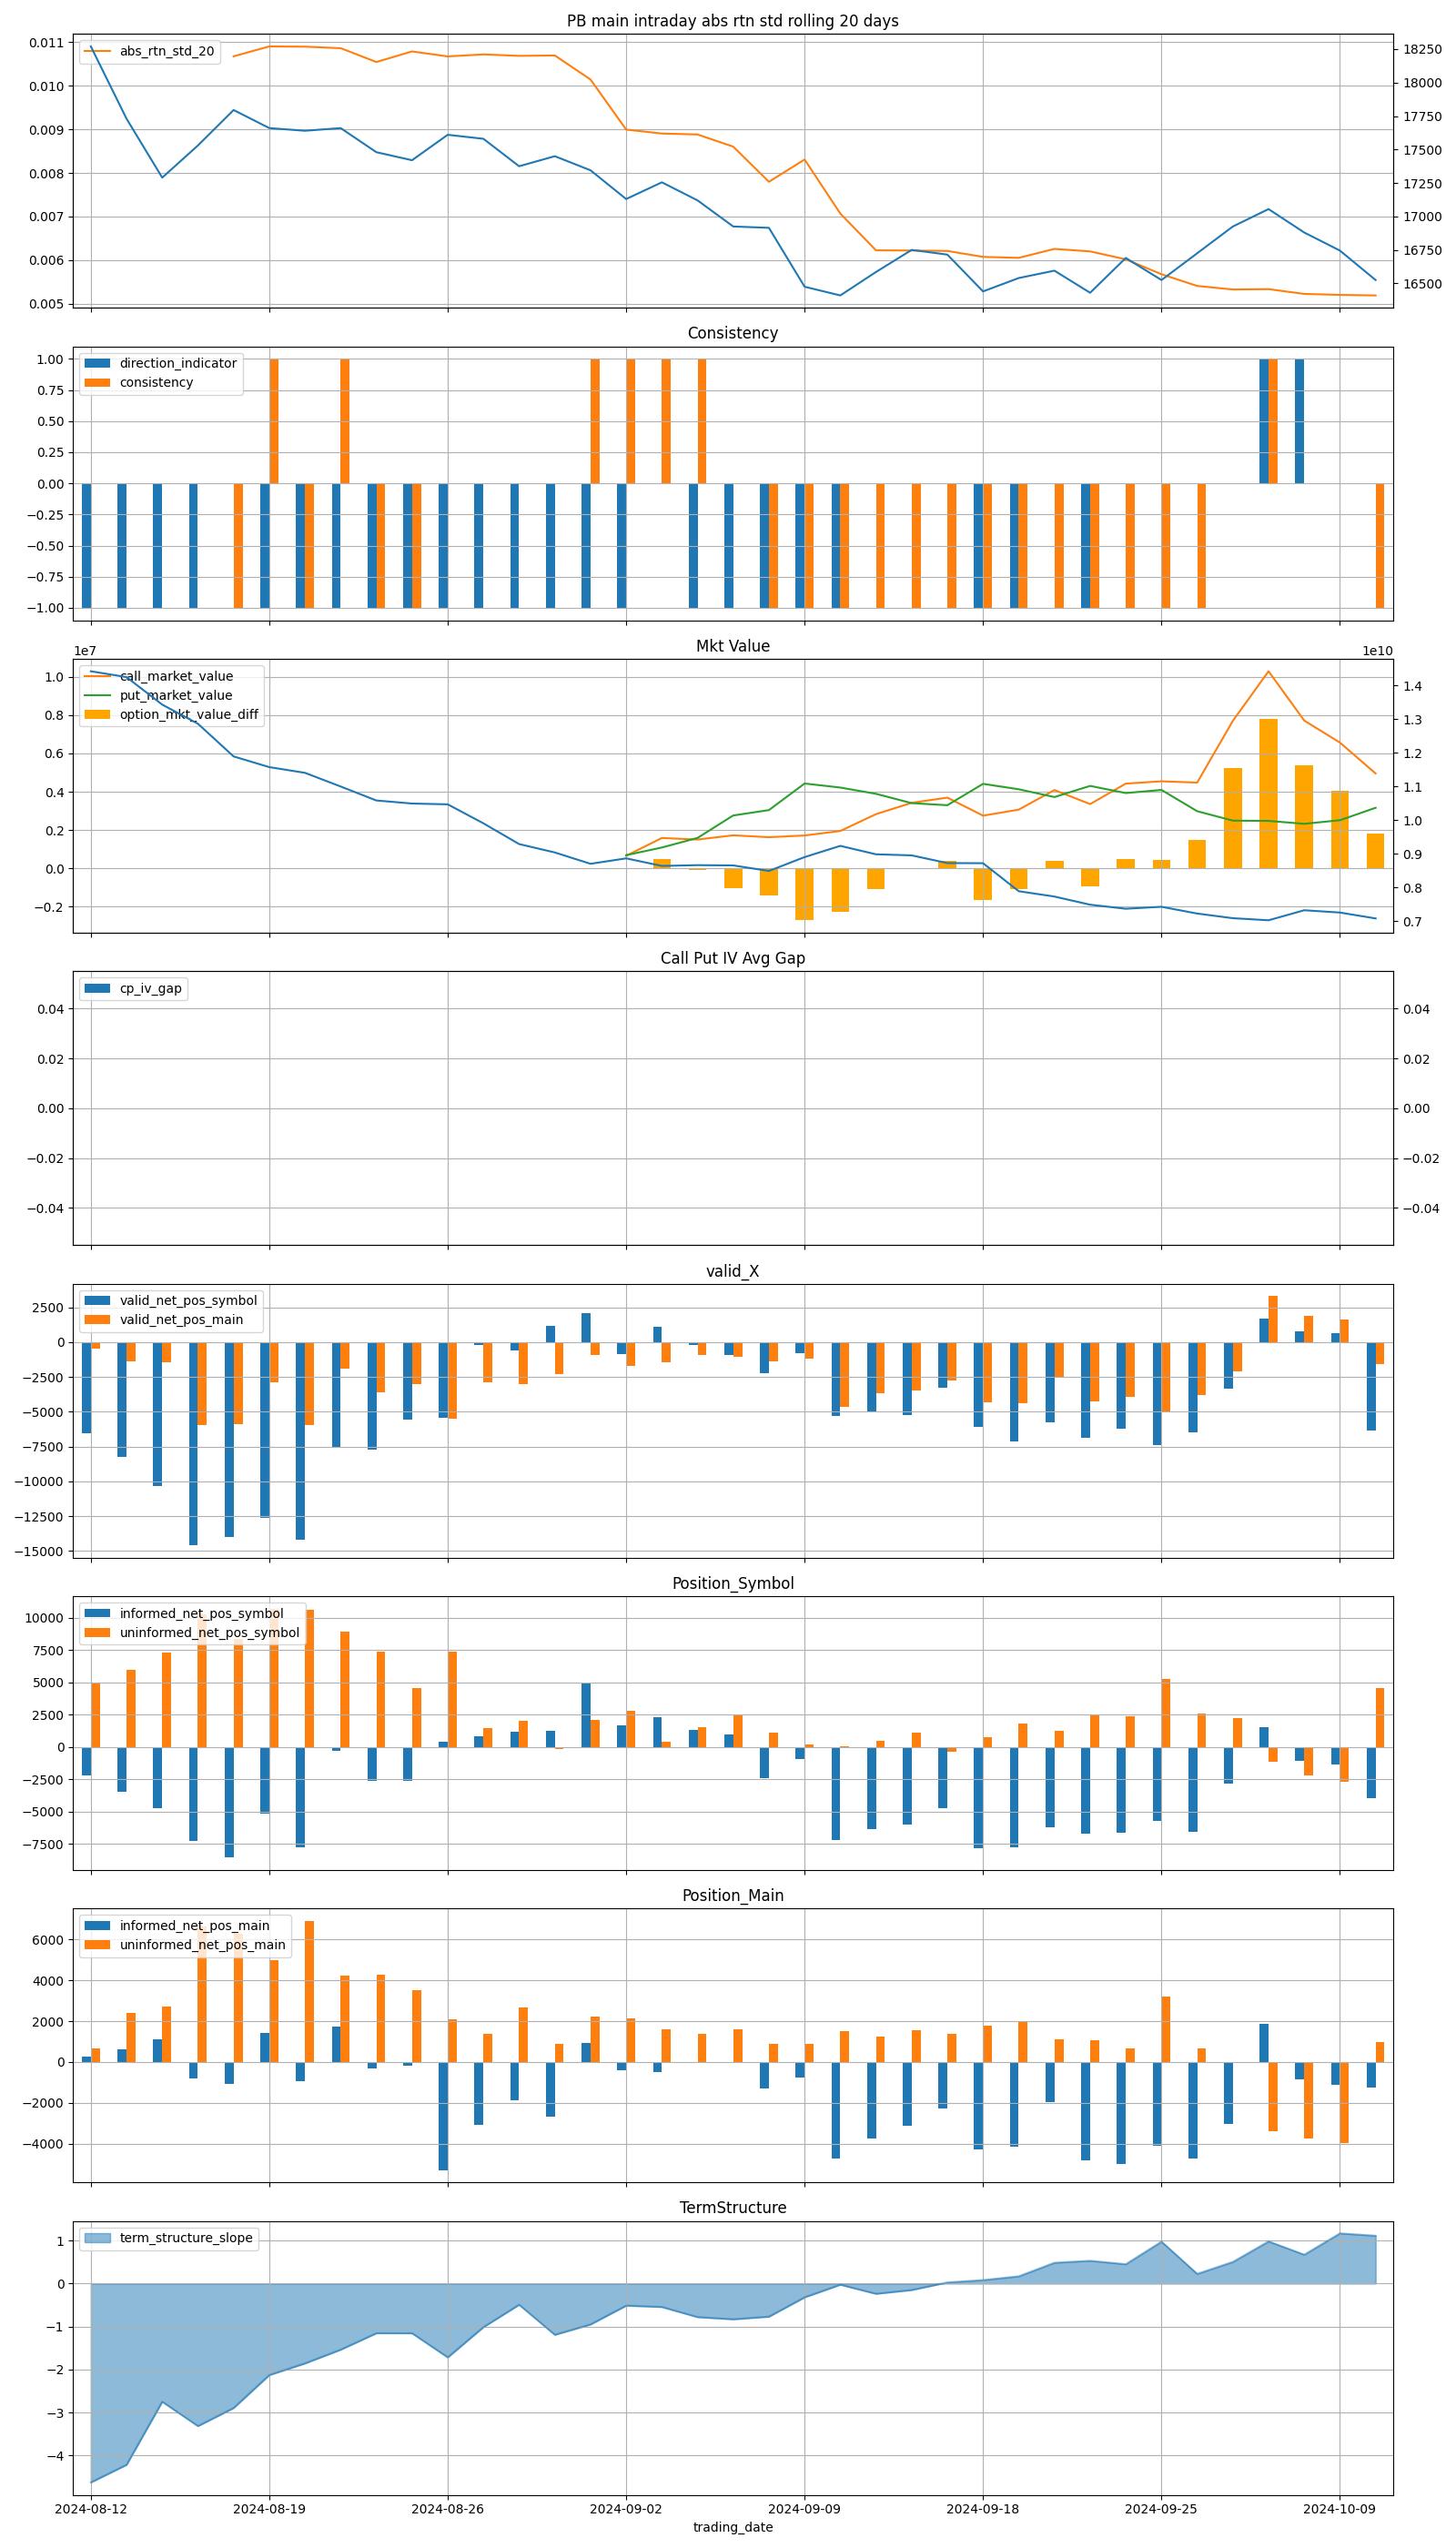 PB main intraday abs rtn std rolling 20 days
abs_rtn_std_20
0.011
0.010
0.009
0.008
0.007
0.006
0.005
18250
18000
17750
17500
17250
17000
16750
16500
Consistency
direction_indicator
consistency
1.00
0.75
0.50
0.25
0.00
−0.25
−0.50
−0.75
−1.00
Mkt Value
1e7
1e10
call_market_value
put_market_value
option_mkt_value_diff
1.0
0.8
0.6
0.4
0.2
0.0
−0.2
1.4
1.3
1.2
1.1
1.0
0.9
0.8
0.7
Call Put IV Avg Gap
cp_iv_gap
0.04
0.02
0.00
−0.02
−0.04
0.04
0.02
0.00
−0.02
−0.04
valid_X
valid_net_pos_symbol
valid_net_pos_main
2500
0
−2500
−5000
−7500
−10000
−12500
−15000
Position_Symbol
informed_net_pos_symbol
uninformed_net_pos_symbol
10000
7500
5000
2500
0
−2500
−5000
−7500
Position_Main
informed_net_pos_main
uninformed_net_pos_main
6000
4000
2000
0
−2000
−4000
TermStructure
term_structure_slope
1
0
−1
−2
−3
−4
2024-08-12 2024-08-19 2024-08-26 2024-09-02 2024-09-09 2024-09-18 2024-09-25 2024-10-09
trading_date